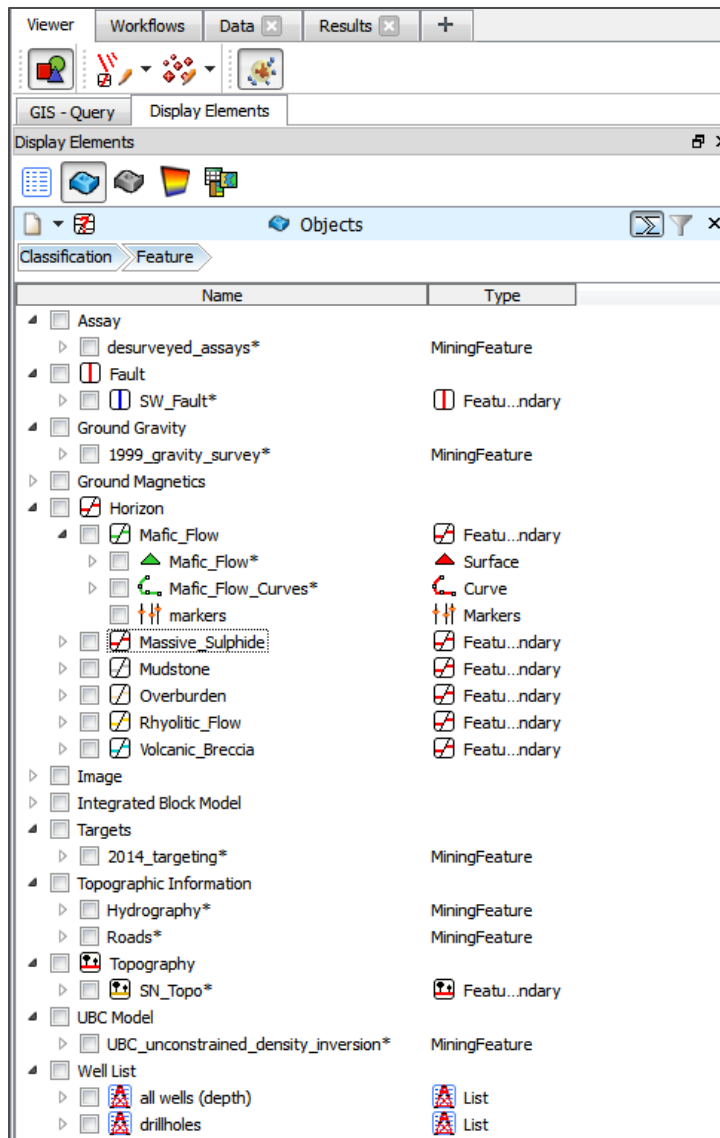 Viewer Workflows Data Results +
GIS - Query Display Elements
Display Elements
Objects
Classification Feature
Name Type
Assay
desurveyed_assays* MiningFeature
Fault
SW_Fault* Featu...ndary
Ground Gravity
1999_gravity_survey* MiningFeature
Ground Magnetics
Horizon
Mafic_Flow Featu...ndary
Mafic_Flow* Surface
Mafic_Flow_Curves* Curve
markers Markers
Massive_Sulphide Featu...ndary
Mudstone Featu...ndary
Overburden Featu...ndary
Rhyolitic_Flow Featu...ndary
Volcanic_Breccia Featu...ndary
Image
Integrated Block Model
Targets
2014_targeting* MiningFeature
Topographic Information
Hydrography* MiningFeature
Roads* MiningFeature
Topography
SN_Topo* Featu...ndary
UBC Model
UBC_unconstrained_density_inversion* MiningFeature
Well List
all wells (depth) List
drillholes List